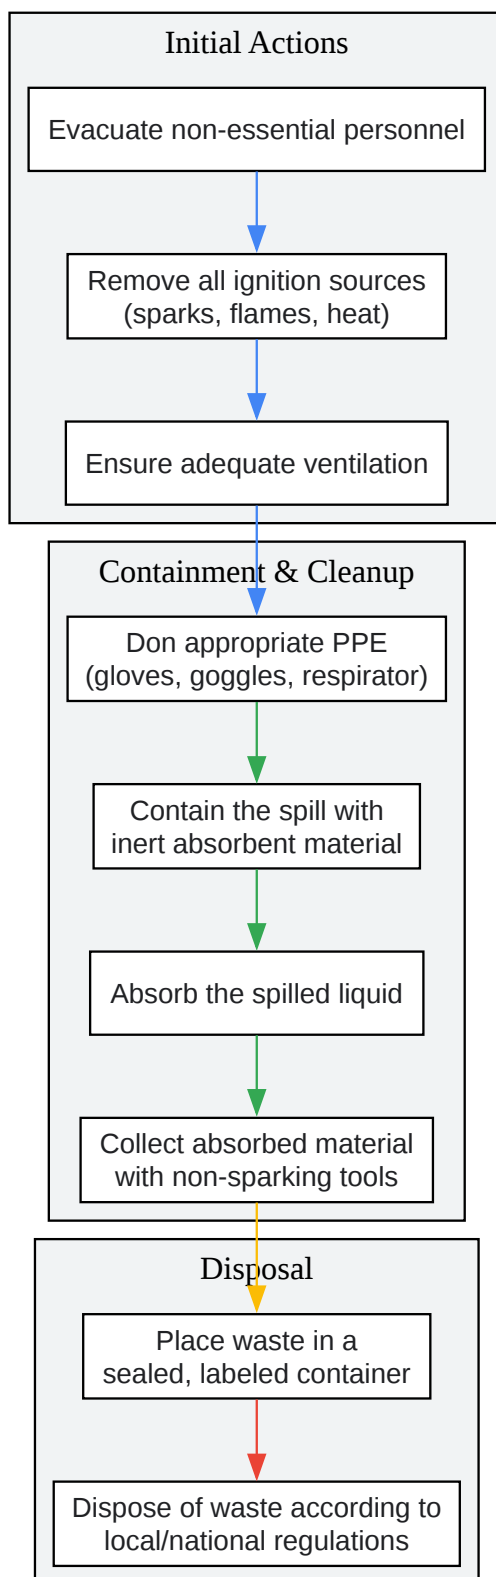 Initial Actions
Evacuate non-essential personnel
Remove all ignition sources
(sparks, flames, heat)
Ensure adequate ventilation
Containment & Cleanup
Don appropriate PPE
(gloves, goggles, respirator)
Contain the spill with
inert absorbent material
Absorb the spilled liquid
Collect absorbed material
with non-sparking tools
Disposal
Place waste in a
sealed, labeled container
Dispose of waste according to
local/national regulations